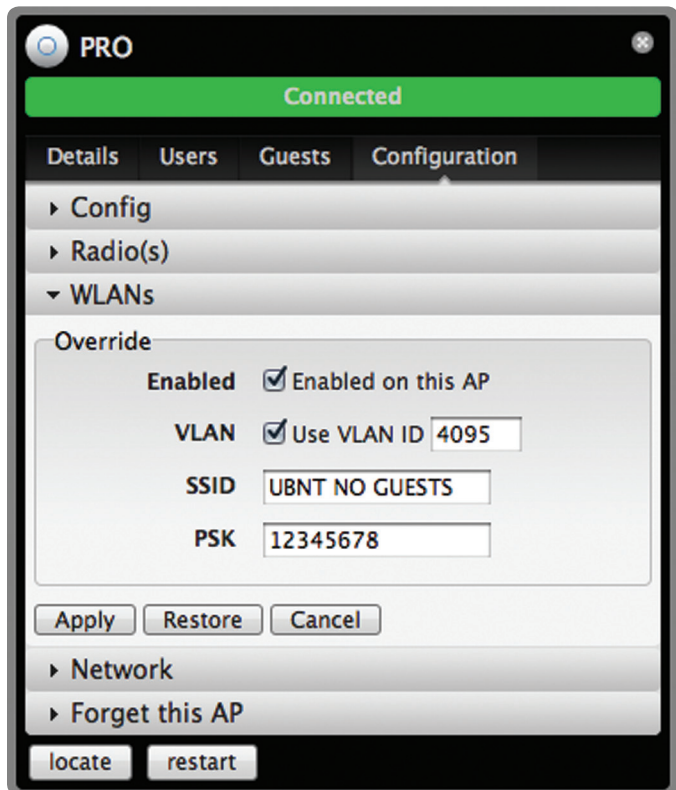 PRO
Connected
Details Users Guests Configuration
Config
Radio(s)
WLANs
Override
Enabled Enabled on this AP
VLAN Use VLAN ID 4095
SSID UBNT NO GUESTS
PSK 12345678
Apply Restore Cancel
Network
Forget this AP
locate restart